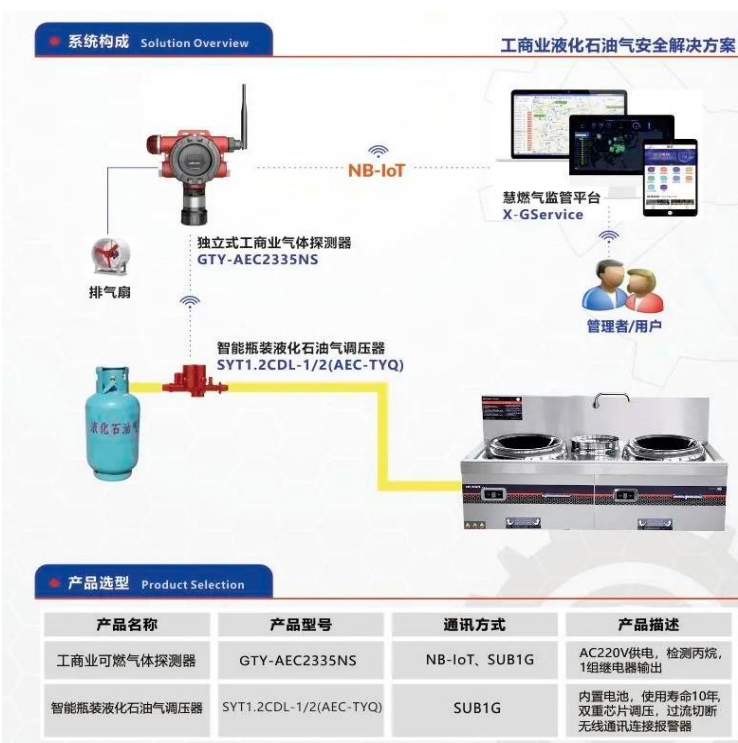 系统构成 Solution Overview
工商业液化石油气安全解决方案
NB-IoT
慧燃气监管平台
X-GService
独立式工商业气体探测器
GTY-AEC2335NS
排气扇
管理者/用户
智能瓶装液化石油气调压器
SYT1.2CDL-1/2(AEC-TYQ)
液化石油气
产品选型 Product Selection
产品名称 产品型号 通讯方式 产品描述
工商业可燃气体探测器 GTY-AEC2335NS NB-IoT、SUB1G AC220V供电，检测丙烷，
1组继电器输出
智能瓶装液化石油气调压器 SYT1.2CDL-1/2(AEC-TYQ) SUB1G 内置电池，使用寿命10年，
双重芯片调压，过流切断
无线通讯连接报警器